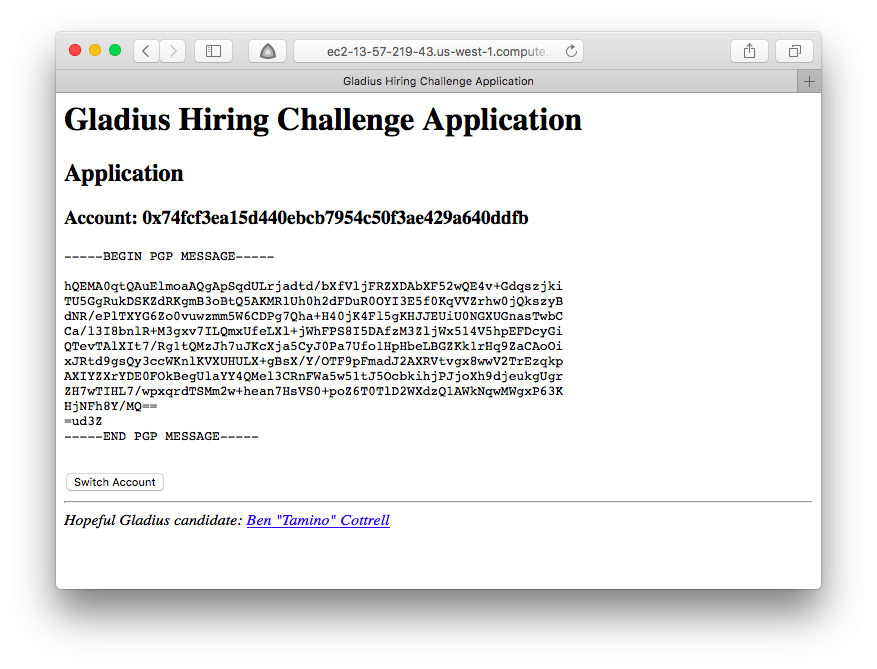 ec2-13-57-219-43.us-west-1.compute.
Gladius Hiring Challenge Application
Gladius Hiring Challenge Application
Application
Account: 0x74fcf3ea15d440ebcb7954c50f3ae429a640ddfb
-----BEGIN PGP MESSAGE-----
hQEMA0qtQAuElmoaAQgApSqdULrjadtd/bXfVljFRZXDAbXF52wQE4v+Gdqszjki
TU5GgRukDSKZdRKgmB3oBtQ5AKMR1Uh0h2dFDuR0OYI3E5f0KqVVZrhw0jQkszyB
dNR/ePlTXYG6Zo0vuwzmm5W6CDPg7Qha+H40jK4Fl5gKHJJEUiU0NGXUGnasTwbC
Ca/l3I8bnlR+M3gxv7ILQmxUfeLXl+jWhFPS8I5DAfzM3ZljWx514V5hpEFDcyGi
QTevTAlXIt7/Rg1tQMzJh7uJKcXja5CyJ0Pa7Ufo1HpHbeLBGZKk1rHq9ZaCAoOi
xJRtd9gsQy3ccWKnlKVXUHULX+gBsX/Y/OTF9pFmadJ2AXRVtvgx8wwV2TrEzqkp
AXIYZXrYDE0FOkBegUlaYY4QMel3CRnFWa5w51tJ5OcbkihjPJjoXh9djeukgUgr
ZH7wTIHL7/wpxqrdTSMm2w+hean7HsVS0+poZ6T0TlD2WXdzQlAWkNqwMWgxP63K
HjNFh8Y/MQ==
=ud3Z
-----END PGP MESSAGE-----
Switch Account
Hopeful Gladius candidate: Ben "Tamino" Cottrell